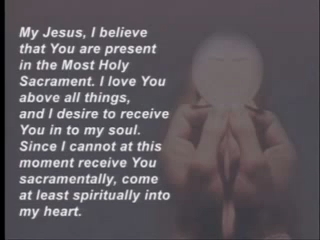 My Jesus, I believe
that You are present
in the Most Holy
Sacrament. I love You
above all things,
and I desire to receive
You in to my soul.
Since I cannot at this
moment receive You
sacramentally, come
at least spiritually into
my heart.